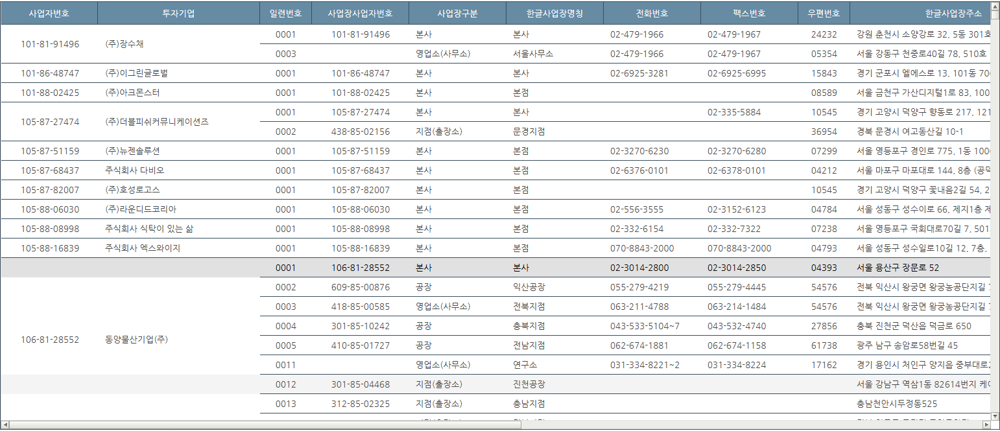 사업자번호 투자기업 일련번호 사업장사업자번호 사업장구분 한글사업장명칭 전화번호 팩스번호 우편번호 한글사업장주소
101-81-91496 (주)장수채 0001 101-81-91496 본사 본사 02-479-1966 02-479-1967 24232 강원 춘천시 소양강로 32, 5동 301호
0003 영업소(사무소) 서울사무소 02-479-1966 02-479-1967 05354 서울 강동구 천중로40길 78, 510호
101-86-48747 (주)이그린글로벌 0001 101-86-48747 본사 본사 02-6925-3281 02-6925-6995 15843 경기 군포시 엘에스로 13, 101동 70
101-88-02425 (주)아크몬스터 0001 101-88-02425 본사 본점 08589 서울 금천구 가산디지털1로 83, 100
105-87-27474 (주)더블피쉬커뮤니케이션즈 0001 105-87-27474 본사 본사 02-335-5884 10545 경기 고양시 덕양구 향동로 217, 121
0002 438-85-02156 지점(출장소) 문경지점 36954 경북 문경시 여고동산길 10-1
105-87-51159 (주)뉴젠솔루션 0001 105-87-51159 본사 본점 02-3270-6230 02-3270-6280 07299 서울 영등포구 경인로 775, 1동 100
105-87-68437 주식회사 다비오 0001 105-87-68437 본사 본점 02-6376-0101 02-6378-0101 04212 서울 마포구 마포대로 144, 8층 (공덕
105-87-82007 (주)호성로고스 0001 105-87-82007 본사 본점 10545 경기 고양시 덕양구 꽃내음2길 54, 2
105-88-06030 (주)라운디드코리아 0001 105-88-06030 본사 본점 02-556-3555 02-3152-6123 04784 서울 성동구 성수이로 66, 제지1층 제
105-88-08998 주식회사 식탁이 있는 삶 0001 105-88-08998 본사 본점 02-332-6154 02-332-7322 07238 서울 영등포구 국회대로70길 7, 501
105-88-16839 주식회사 엑스와이지 0001 105-88-16839 본사 본점 070-8843-2000 070-8843-2000 04793 서울 성동구 성수일로10길 12, 7층,
0001 106-81-28552 본사 본사 02-3014-2800 02-3014-2850 04393 서울 용산구 장문로 52
0002 609-85-00876 공장 익산공장 055-279-4219 055-279-4445 54576 전북 익산시 왕궁면 왕궁농공단지길
0003 418-85-00585 영업소(사무소) 전북지점 063-211-4788 063-214-1484 54576 전북 익산시 왕궁면 왕궁농공단지길
0004 301-85-10242 공장 충북지점 043-533-5104~7 043-532-4740 27856 충북 진천군 덕산읍 덕금로 650
106-81-28552 동양물산기업(주) 0005 410-85-01727 공장 전남지점 062-674-1881 062-674-1158 61738 광주 남구 송암로58번길 45
0011 영업소(사무소) 연구소 031-334-8221~2 031-334-8224 17162 경기 용인시 처인구 양지읍 중부대로
0012 301-85-04468 지점(출장소) 진천공장 서울 강남구 역삼1동 82614번지 케이
0013 312-85-02325 지점(출장소) 충남지점 충남천안시두정동525